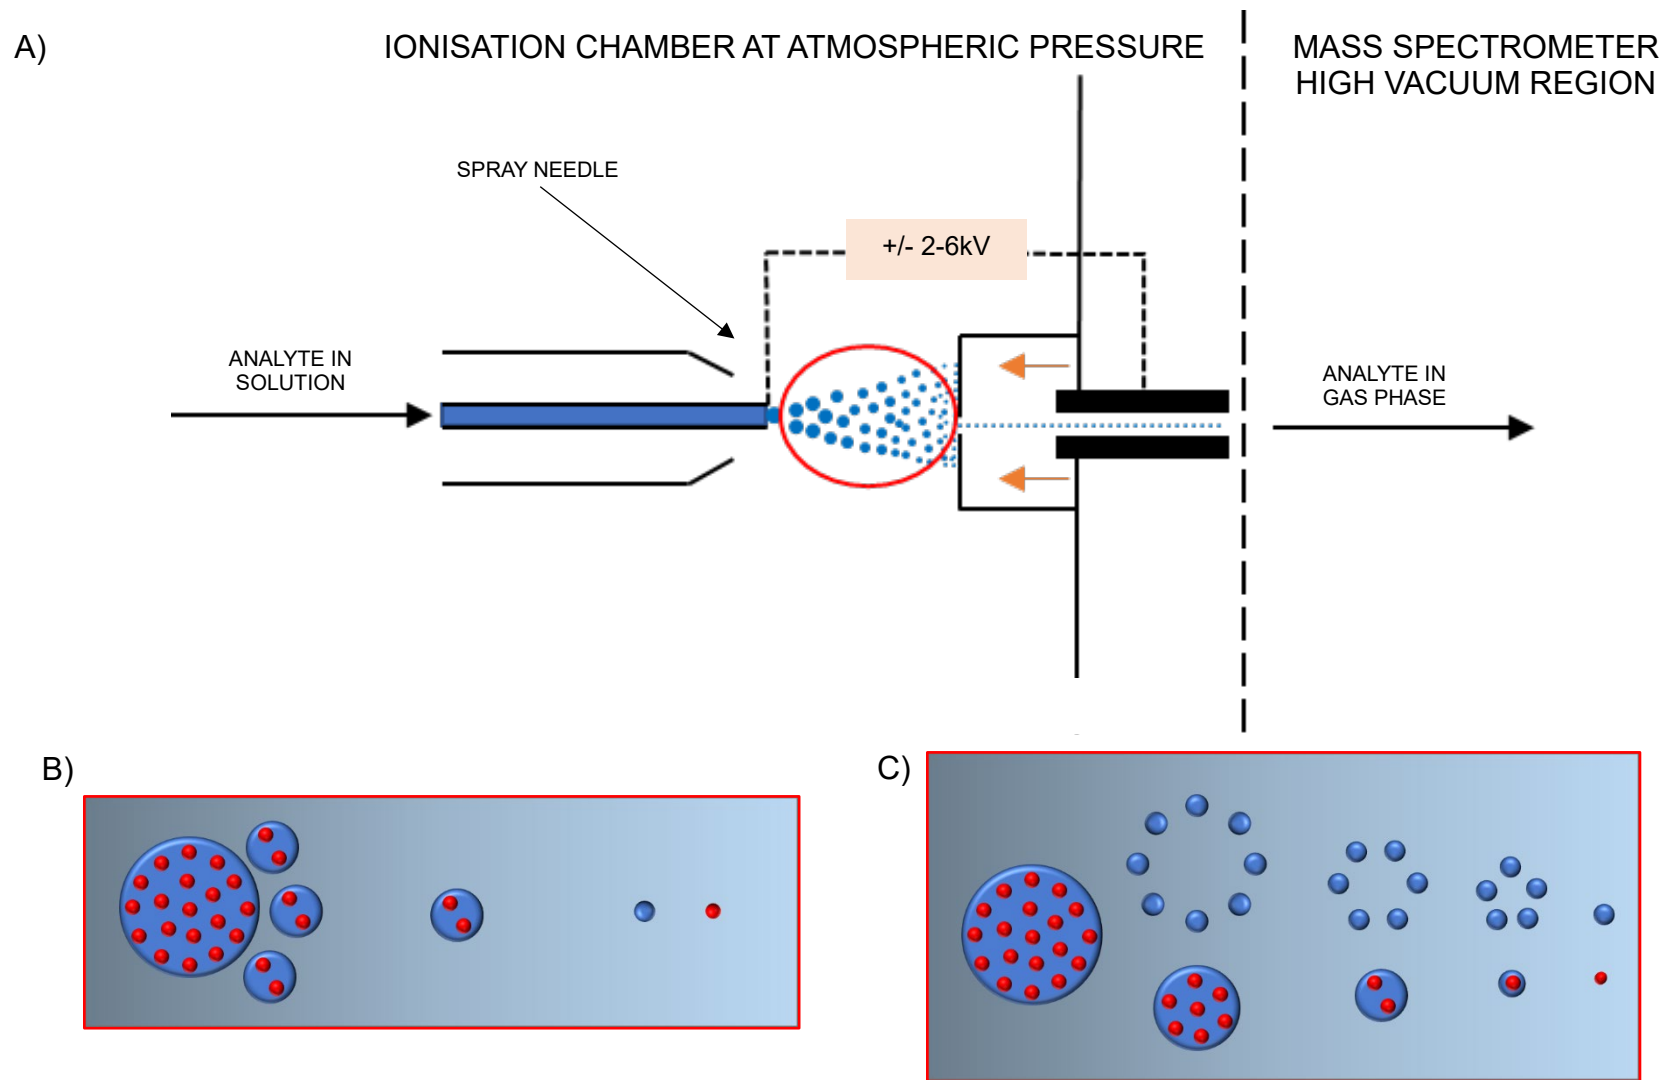 A)
IONISATION CHAMBER AT ATMOSPHERIC PRESSURE
MASS SPECTROMETER
HIGH VACUUM REGION
SPRAY NEEDLE
+/- 2-6kV
ANALYTE IN
SOLUTION
ANALYTE IN
GAS PHASE
B)
C)